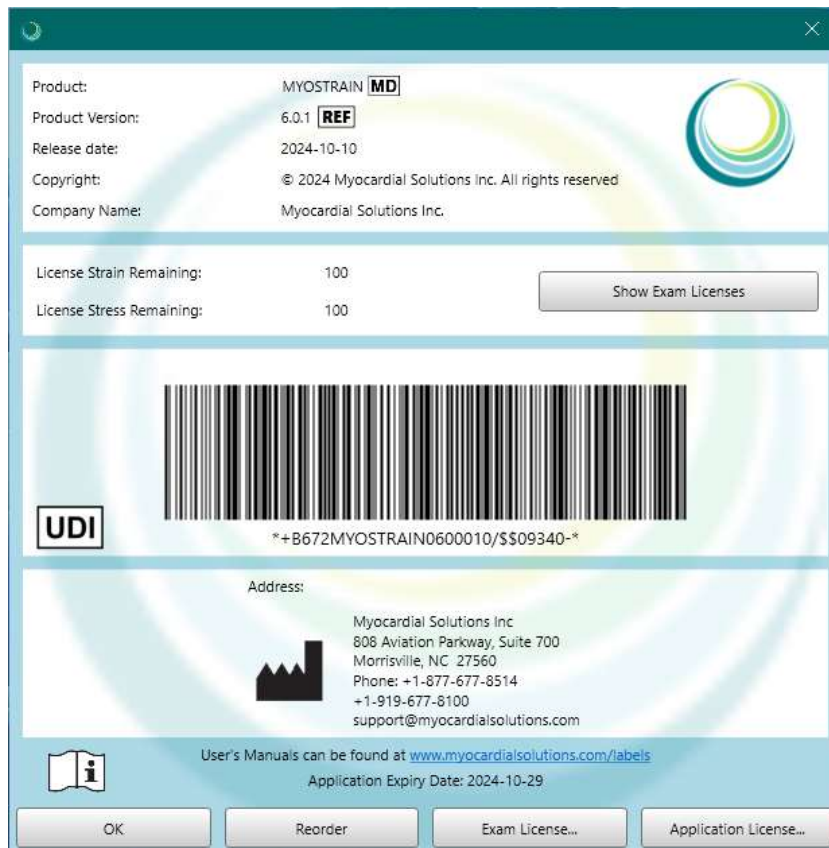 Product: MYOSTRAIN MD
Product Version: 6.0.1 REF
Release date: 2024-10-10
Copyright: © 2024 Myocardial Solutions Inc. All rights reserved
Company Name: Myocardial Solutions Inc.
License Strain Remaining: 100
Show Exam Licenses
License Stress Remaining: 100
UDI
*+B672MYOSTRAIN0600010/$$09340-*
Address:
Myocardial Solutions Inc
808 Aviation Parkway, Suite 700
Morrisville, NC 27560
Phone: +1-877-677-8514
+1-919-677-8100
support@myocardialsolutions.com
User's Manuals can be found at www.myocardialsolutions.com/labels
Application Expiry Date: 2024-10-29
OK Reorder Exam License... Application License...